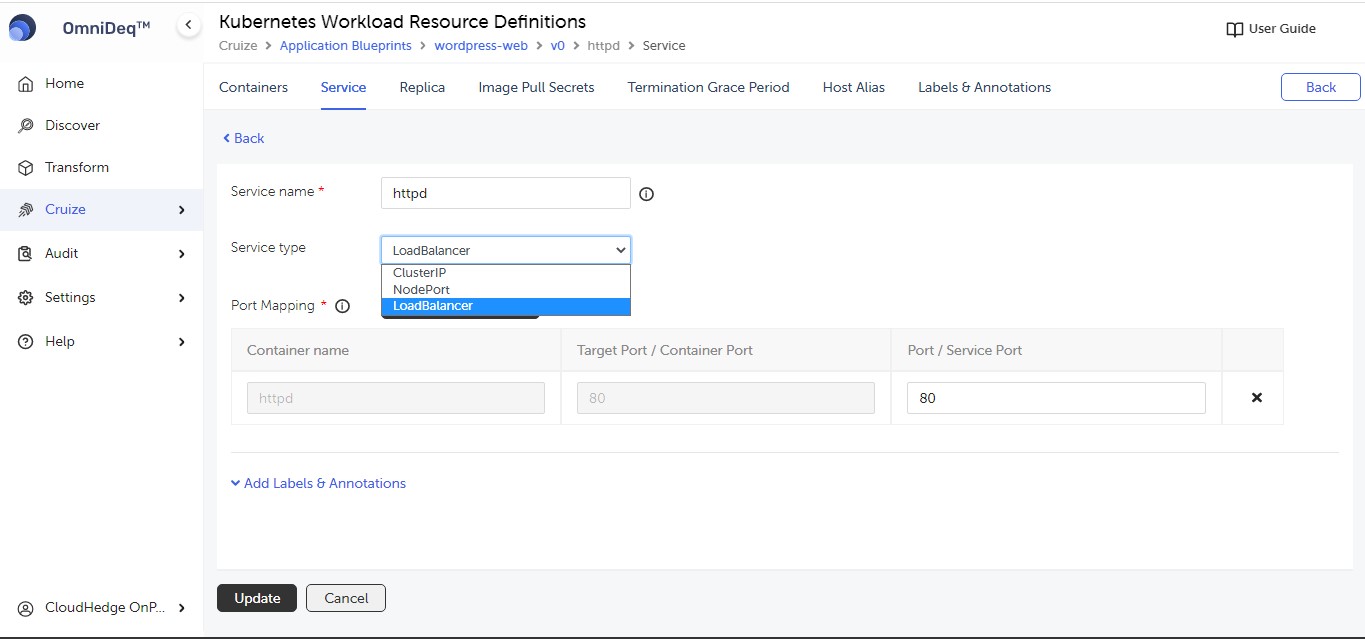 OmniDeq™
Kubernetes Workload Resource Definitions
Cruize > Application Blueprints > wordpress-web > v0 > httpd > Service
User Guide
Home
Discover
Transform
Cruize
Audit
Settings
Help
CloudHedge OnP...
Containers Service Replica Image Pull Secrets Termination Grace Period Host Alias Labels & Annotations Back
Back
Service name * httpd
Service type LoadBalancer
ClusterIP
NodePort
LoadBalancer
Port Mapping *
Container name Target Port / Container Port Port / Service Port
httpd 80 80
Add Labels & Annotations
Update Cancel